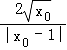 2√x₀
|x₀ − 1|